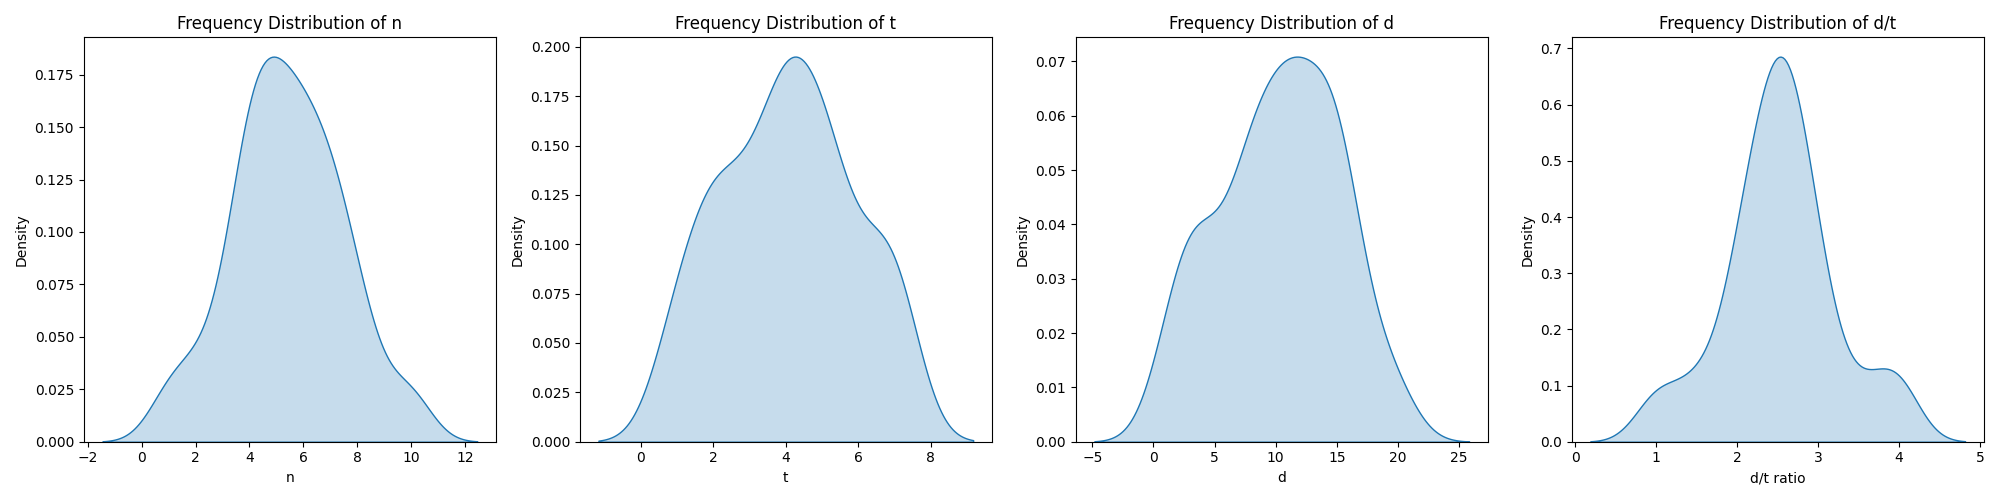 Frequency Distribution of n
0.175
0.150
0.125
0.100
0.075
0.050
0.025
0.000
Density
−2 0 2 4 6 8 10 12
n
Frequency Distribution of t
0.200
0.175
0.150
0.125
0.100
0.075
0.050
0.025
0.000
Density
0 2 4 6 8
t
Frequency Distribution of d
0.07
0.06
0.05
0.04
0.03
0.02
0.01
0.00
Density
−5 0 5 10 15 20 25
d
Frequency Distribution of d/t
0.7
0.6
0.5
0.4
0.3
0.2
0.1
0.0
Density
0 1 2 3 4 5
d/t ratio